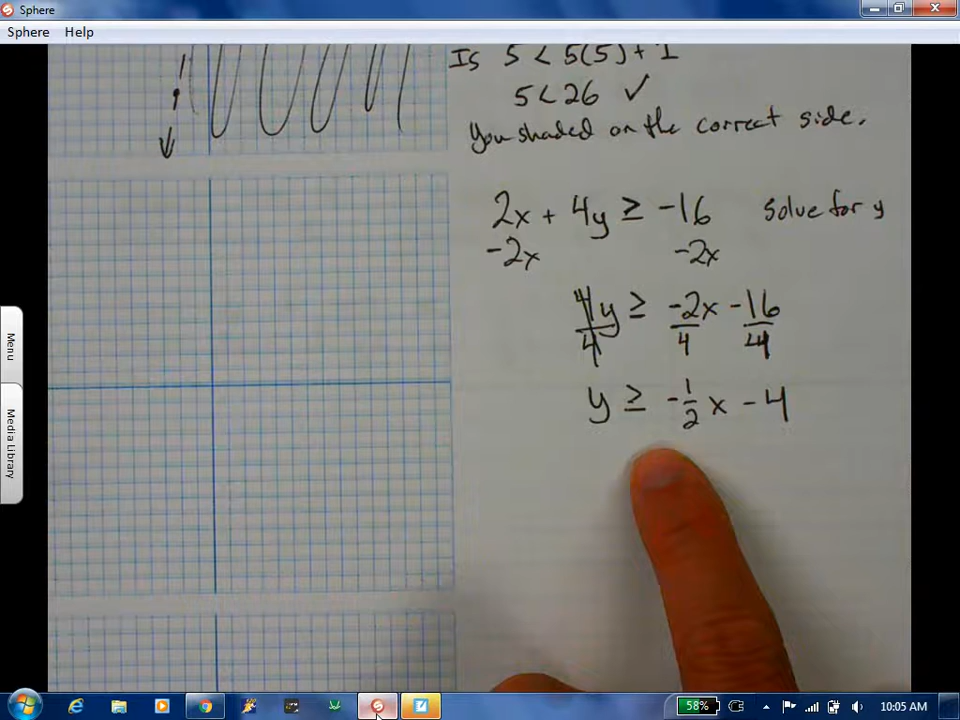 Sphere
Sphere Help
Is 5 < 5(5) + 1
5 < 26 ✓
You shaded on the correct side.
2x + 4y ≥ -16 solve for y
-2x -2x
4y ≥ -2x -16
4 4 4
y ≥ -1/2 x - 4
Menu
Media Library
58%
10:05 AM